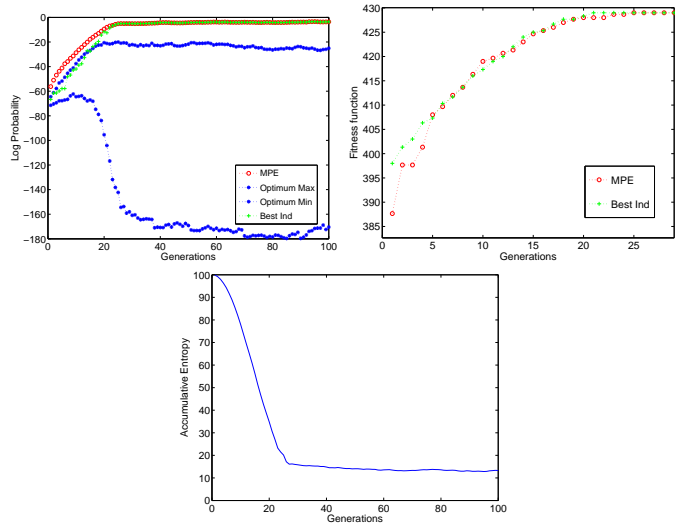 Log Probability
0
−20
−40
−60
−80
−100
−120
−140
−160
−180
0 20 40 60 80 100
Generations
MPE
Optimum Max
Optimum Min
Best Ind
Fitness function
430
425
420
415
410
405
400
395
390
385
0 5 10 15 20 25
Generations
MPE
Best Ind
Accumulative Entropy
100
90
80
70
60
50
40
30
20
10
0
0 20 40 60 80 100
Generations